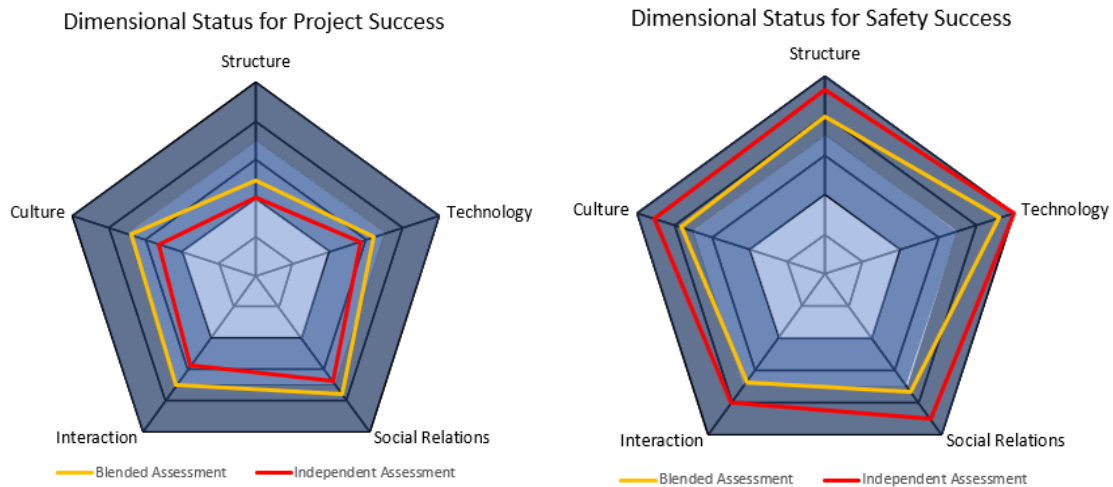 Dimensional Status for Project Success
Structure
Culture
Technology
Interaction
Social Relations
Blended Assessment
Independent Assessment
Dimensional Status for Safety Success
Structure
Culture
Technology
Interaction
Social Relations
Blended Assessment
Independent Assessment